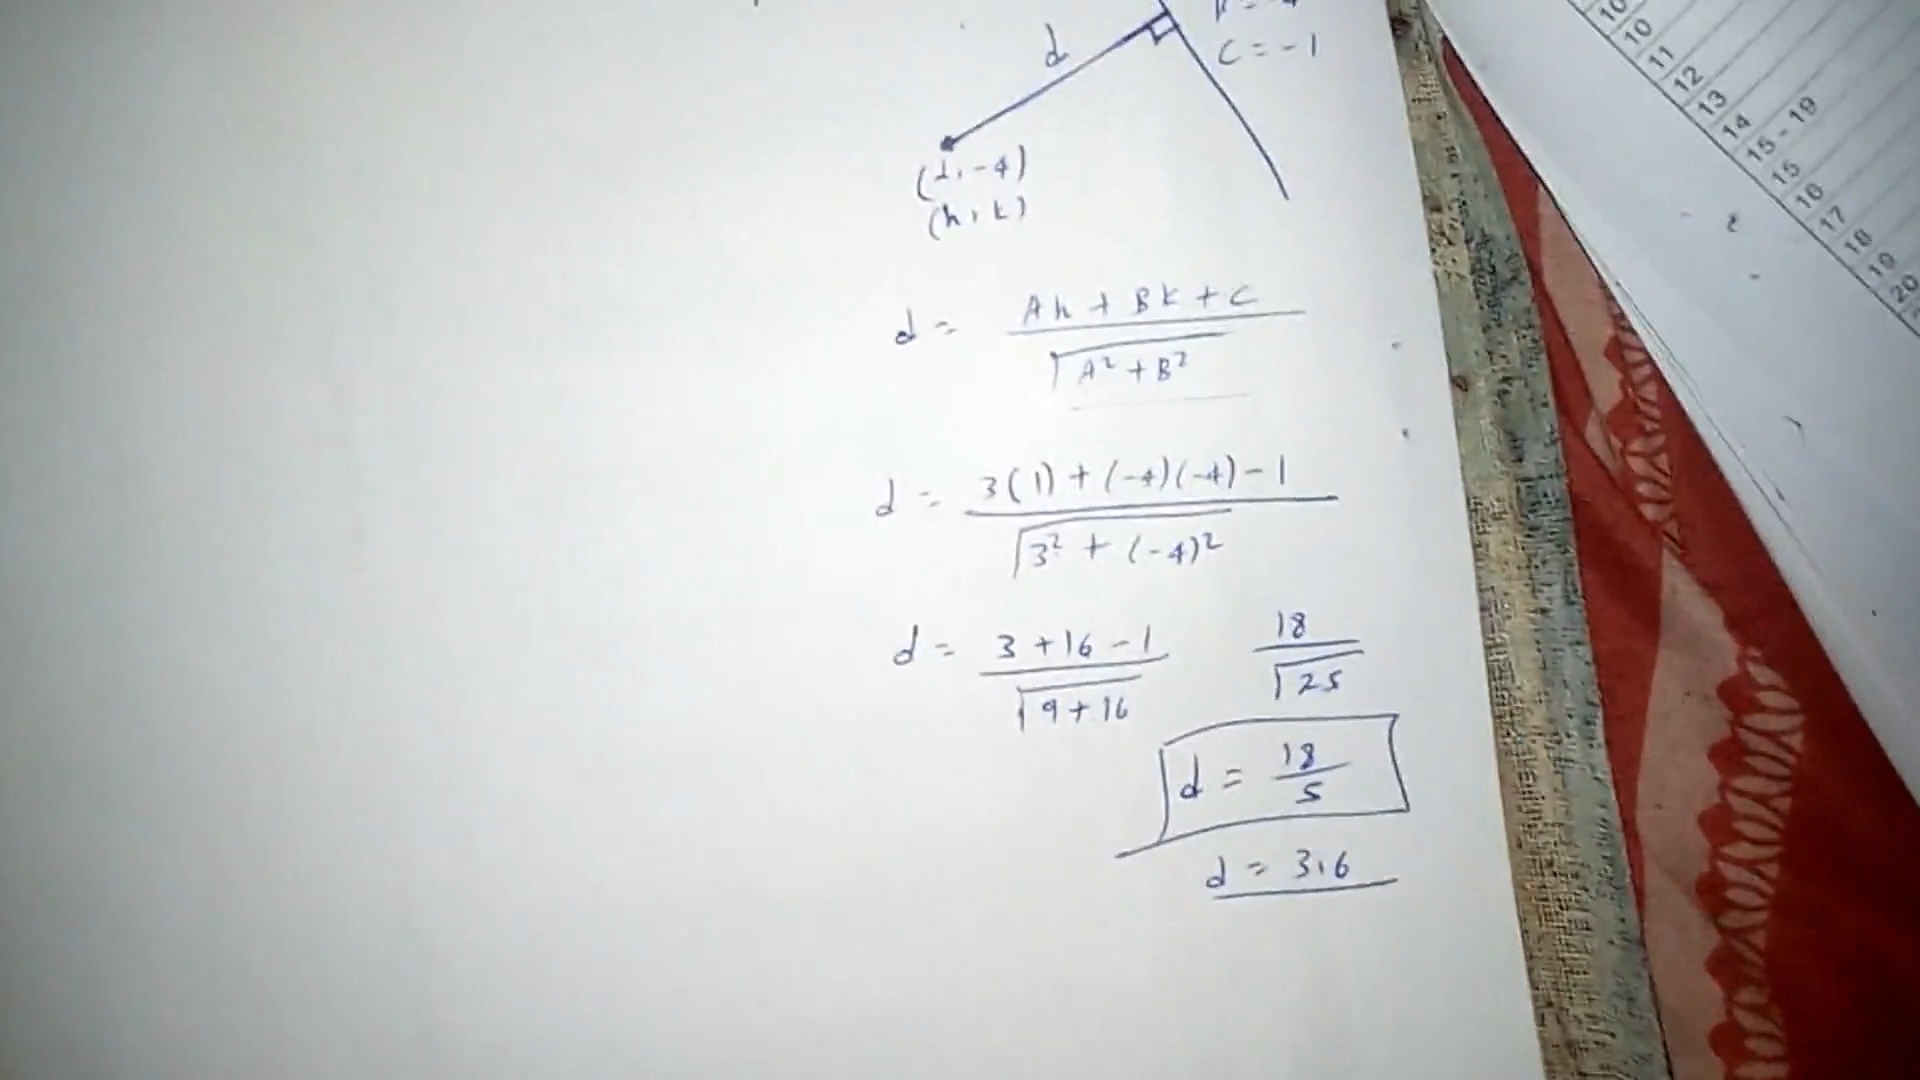 C = -1
d
(1, -4)
(h, k)
d = Ah + Bk + C
√A² + B²
d = 3(1) + (-4)(-4) - 1
√3² + (-4)²
d = 3 + 16 - 1
√9 + 16
18
√25
d = 18
5
d = 3.6
10
11
12
13
14
15 - 19
15
16
17
18
19
20